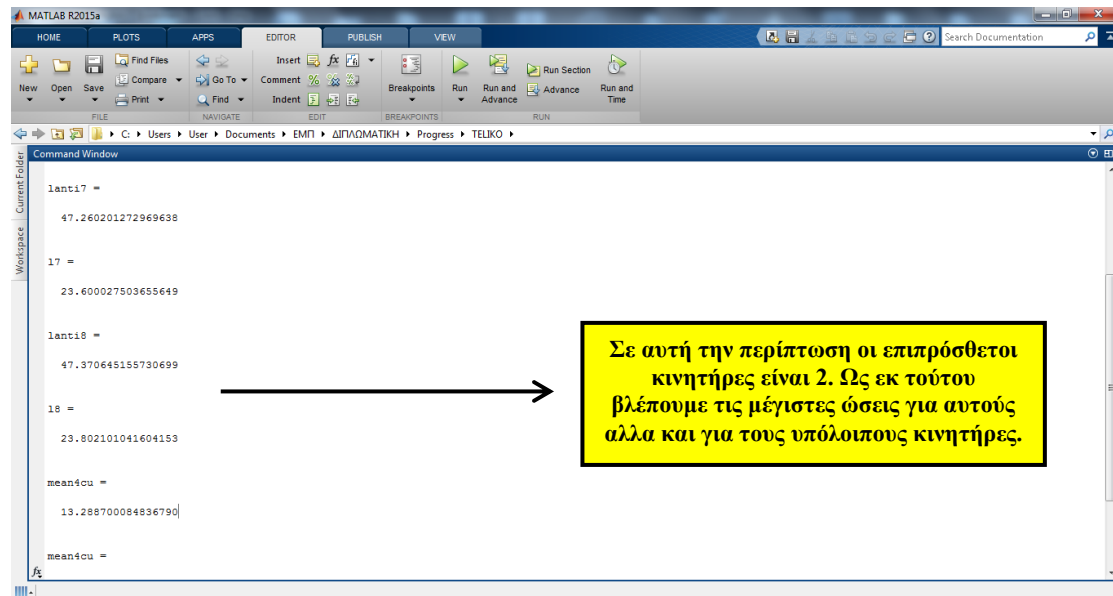 MATLAB R2015a
HOME PLOTS APPS EDITOR PUBLISH VIEW
Search Documentation
New Open Save
Find Files
Compare
Print
Go To
Find
Insert fx
Comment
Indent
Breakpoints
Run
Run and Advance
Run Section
Advance
Run and Time
FILE NAVIGATE EDIT BREAKPOINTS RUN
C: Users User Documents ΕΜΠ ΔΙΠΛΩΜΑΤΙΚΗ Progress TELIKO
Current Folder
Workspace
Command Window
lanti7 =
47.260201272969638
l7 =
23.600027503655649
lanti8 =
47.370645155730699
l8 =
23.802101041604153
mean4cu =
13.288700084836790
mean4cu =
fx
Σε αυτή την περίπτωση οι επιπρόσθετοι
κινητήρες είναι 2. Ως εκ τούτου
βλέπουμε τις μέγιστες ώσεις για αυτούς
αλλα και για τους υπόλοιπους κινητήρες.